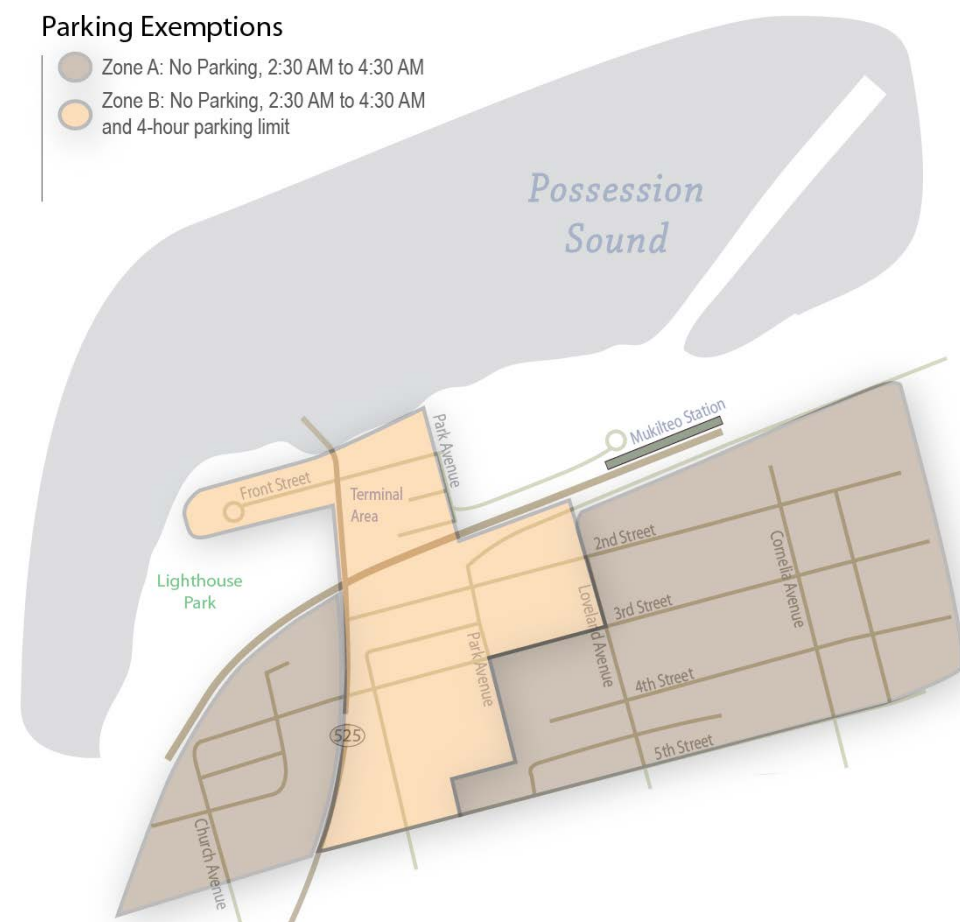 Parking Exemptions
Zone A: No Parking, 2:30 AM to 4:30 AM
Zone B: No Parking, 2:30 AM to 4:30 AM
and 4-hour parking limit
Possession
Sound
Mukilteo Station
Park Avenue
Front Street
Terminal
Area
2nd Street
Cornelia Avenue
Lighthouse
Park
Loveland Avenue
3rd Street
Park Avenue
4th Street
525
5th Street
Church Avenue